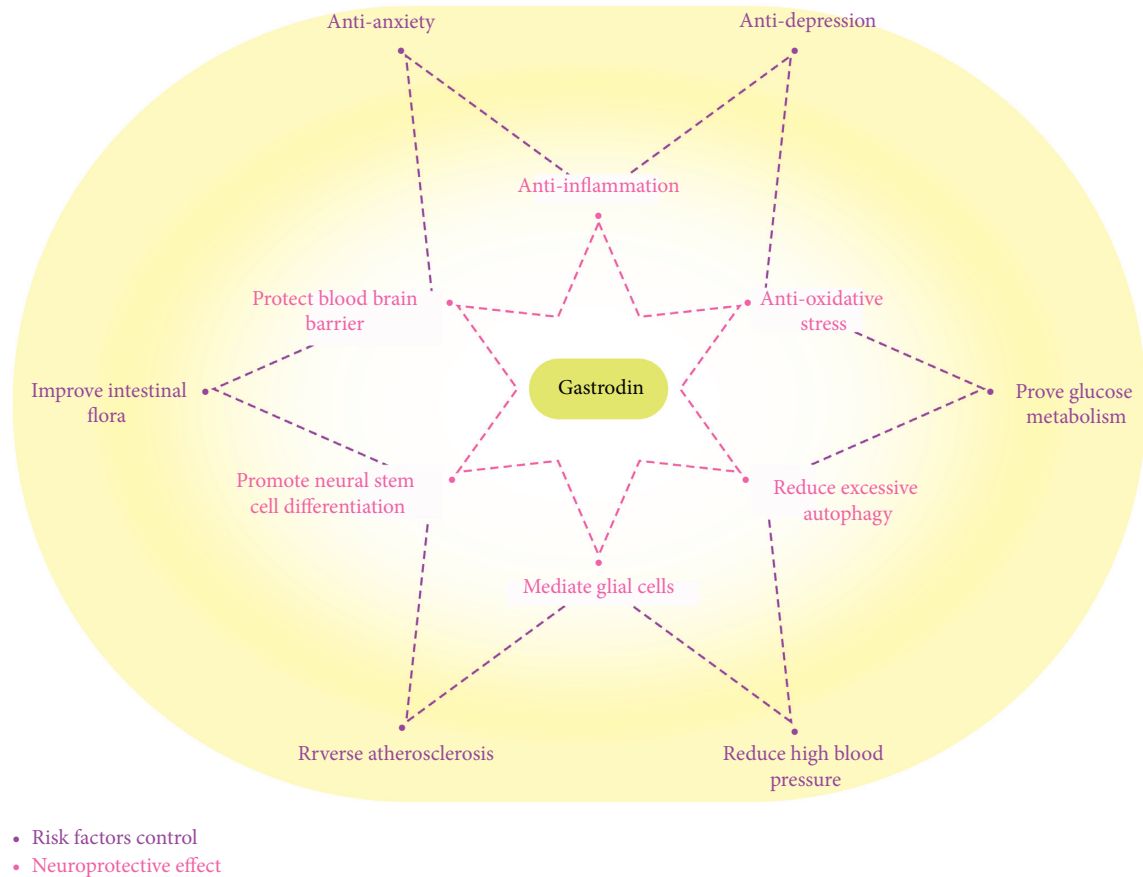 Anti-anxiety
Anti-depression
Anti-inflammation
Protect blood brain
barrier
Anti-oxidative
stress
Improve intestinal
flora
Gastrodin
Prove glucose
metabolism
Promote neural stem
cell differentiation
Reduce excessive
autophagy
Mediate glial cells
Rrverse atherosclerosis
Reduce high blood
pressure
• Risk factors control
• Neuroprotective effect